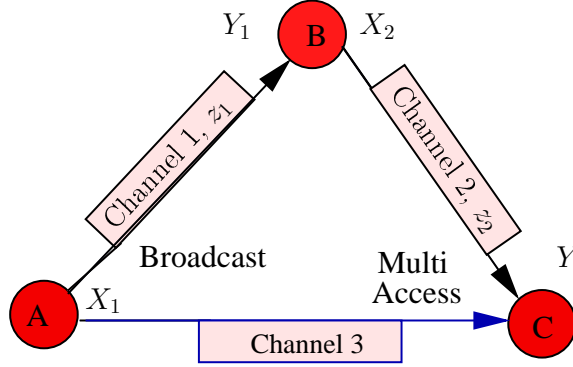 Y₁ B X₂
Channel 1, z₁
Channel 2, z₂
Broadcast
Multi
Access
Y
A X₁
Channel 3
C